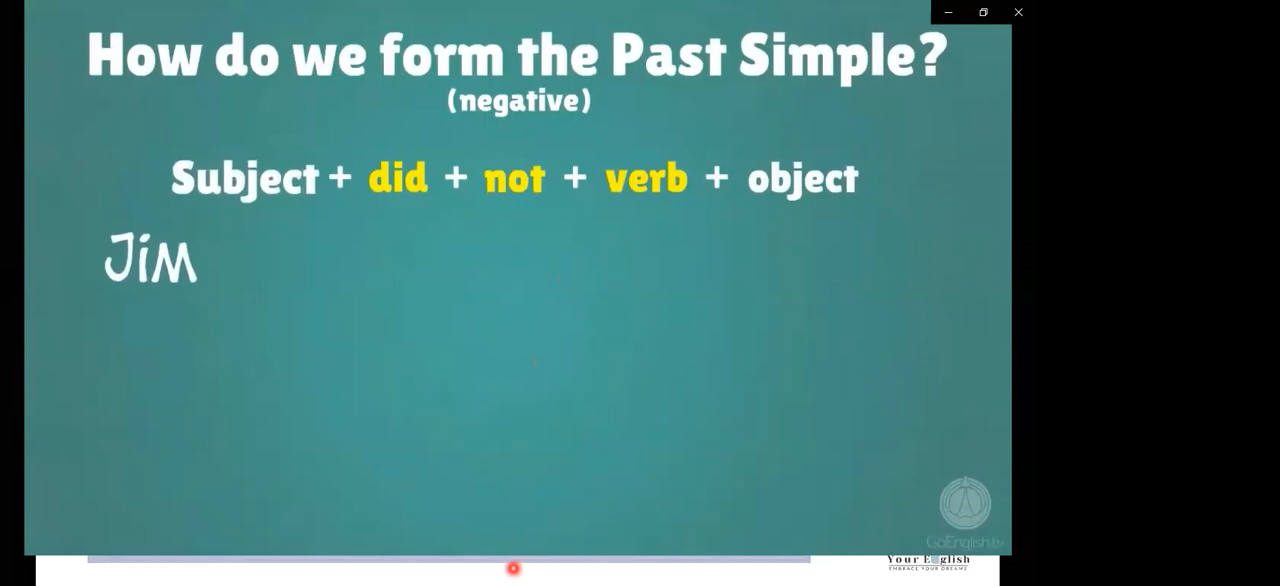 How do we form the Past Simple?
(negative)
Subject + did + not + verb + object
Jim
GoEnglish.tv
Your English
EMBRACE YOUR DREAMS